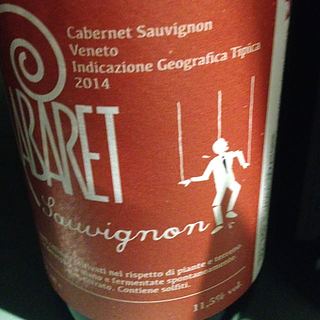 Cabernet Sauvignon
Veneto
Indicazione Geografica Tipica
2014
ABARET
Sauvignon
nel rispetto di piante e terreno
mano e fermentate spontaneamente
Contiene solfiti.
11,5% vol.